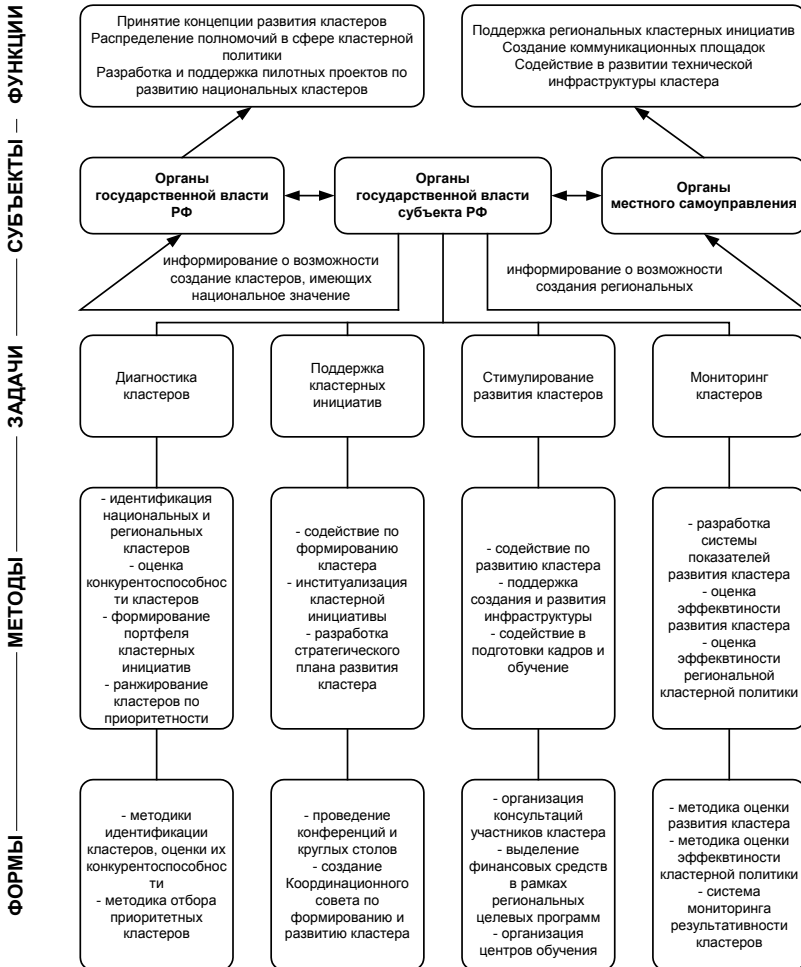 ФУНКЦИИ
Принятие концепции развития кластеров
Распределение полномочий в сфере кластерной
политики
Разработка и поддержка пилотных проектов по
развитию национальных кластеров
Поддержка региональных кластерных инициатив
Создание коммуникационных площадок
Содействие в развитии технической
инфраструктуры кластера
СУБЪЕКТЫ
Органы
государственной власти
РФ
Органы
государственной власти
субъекта РФ
Органы
местного самоуправления
информирование о возможности
создание кластеров, имеющих
национальное значение
информирование о возможности
создания региональных
ЗАДАЧИ
Диагностика
кластеров
Поддержка
кластерных
инициатив
Стимулирование
развития кластеров
Мониторинг
кластеров
МЕТОДЫ
- идентификация
национальных и
региональных
кластеров
- оценка
конкурентоспособнос
ти кластеров
- формирование
портфеля
кластерных
инициатив
- ранжирование
кластеров по
приоритетности
- содействие по
формированию
кластера
- институализация
кластерной
инициативы
- разработка
стратегического
плана развития
кластера
- содействие по
развитию кластера
- поддержка
создания и развития
инфраструктуры
- содействие в
подготовки кадров и
обучение
- разработка
системы
показателей
развития кластера
- оценка
эффеквтиности
развития кластера
- оценка
эффеквтиности
региональной
кластерной политики
ФОРМЫ
- методики
идентификации
кластеров, оценки их
конкурентоспособнос
ти
- методика отбора
приоритетных
кластеров
- проведение
конференций и
круглых столов
- создание
Координационного
совета по
формированию и
развитию кластера
- организация
консультаций
участников кластера
- выделение
финансовых средств
в рамках
региональных
целевых программ
- организация
центров обучения
- методика оценки
развития кластера
- методика оценки
эффеквтиности
кластерной политики
- система
мониторинга
результативности
кластеров